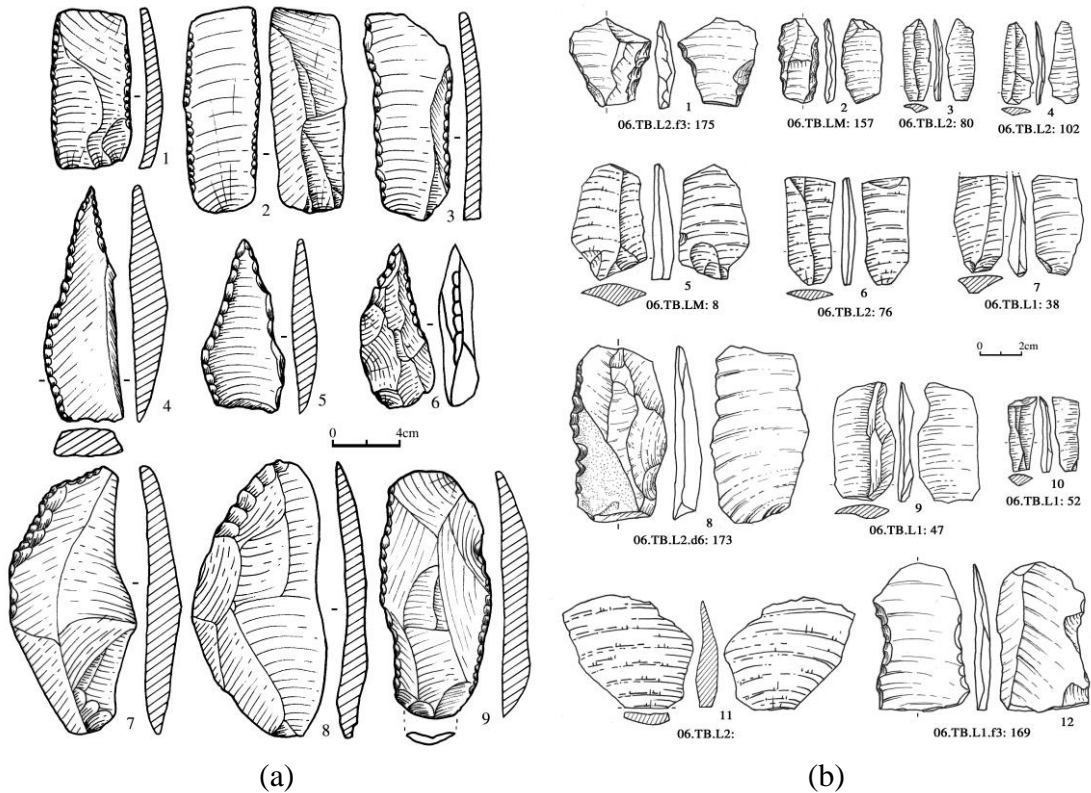 1
2
3
4
5
6
0 4cm
7
8
9
(a)
1
06.TB.L2.f3: 175
2
06.TB.LM: 157
3
06.TB.L2: 80
4
06.TB.L2: 102
5
06.TB.LM: 8
6
06.TB.L2: 76
7
06.TB.L1: 38
0 2cm
8
06.TB.L2.d6: 173
9
06.TB.L1: 47
10
06.TB.L1: 52
11
06.TB.L2:
12
06.TB.L1.f3: 169
(b)